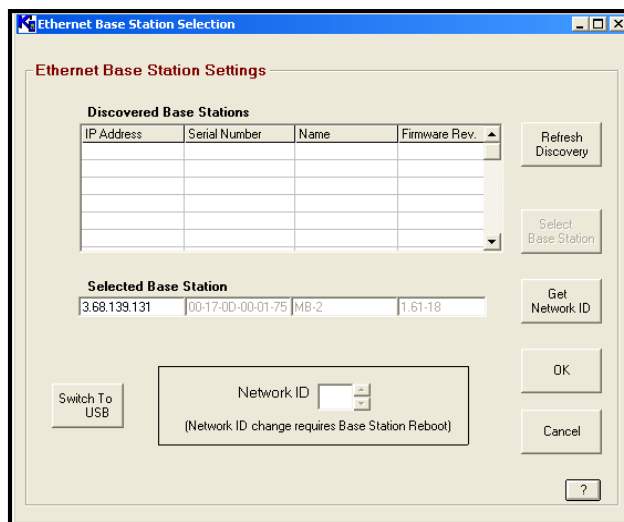 Ethernet Base Station Selection
Ethernet Base Station Settings
Discovered Base Stations
IP Address Serial Number Name Firmware Rev.
Refresh
Discovery
Select
Base Station
Selected Base Station
3.68.139.131 00-17-0D-00-01-75 MB-2 1.61-18
Get
Network ID
Switch To
USB
Network ID
(Network ID change requires Base Station Reboot)
OK
Cancel
?